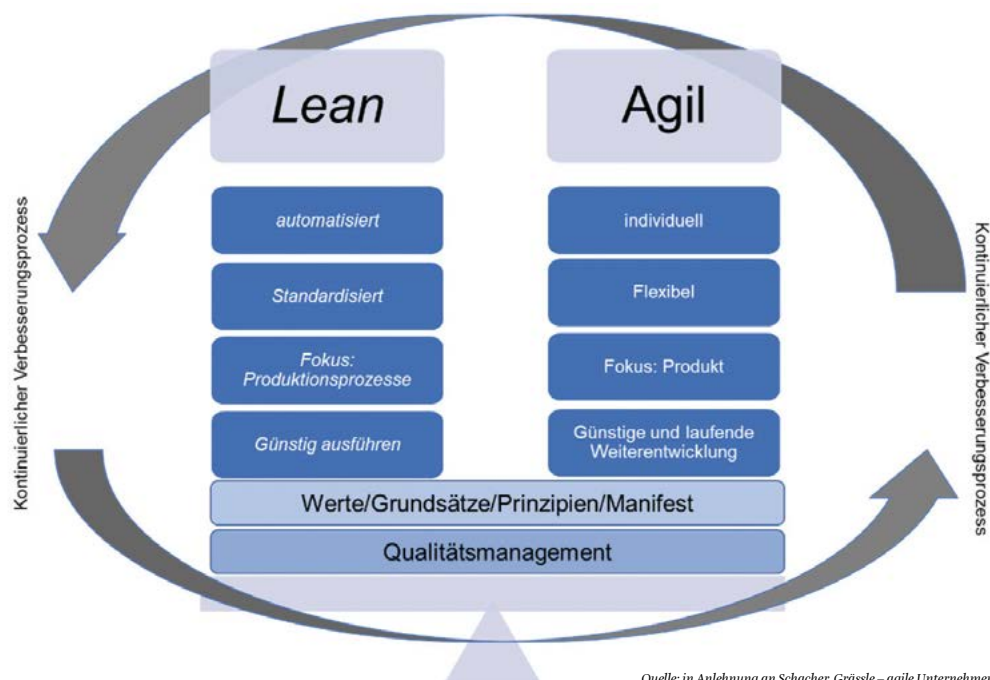 Lean
Agil
automatisiert
individuell
Standardisiert
Flexibel
Fokus:
Produktionsprozesse
Fokus: Produkt
Günstig ausführen
Günstige und laufende
Weiterentwicklung
Werte/Grundsätze/Prinzipien/Manifest
Qualitätsmanagement
Kontinuierlicher Verbesserungsprozess
Kontinuierlicher Verbesserungsprozess
Quelle: in Anlehnung an Schacher, Grässle – agile Unternehmen